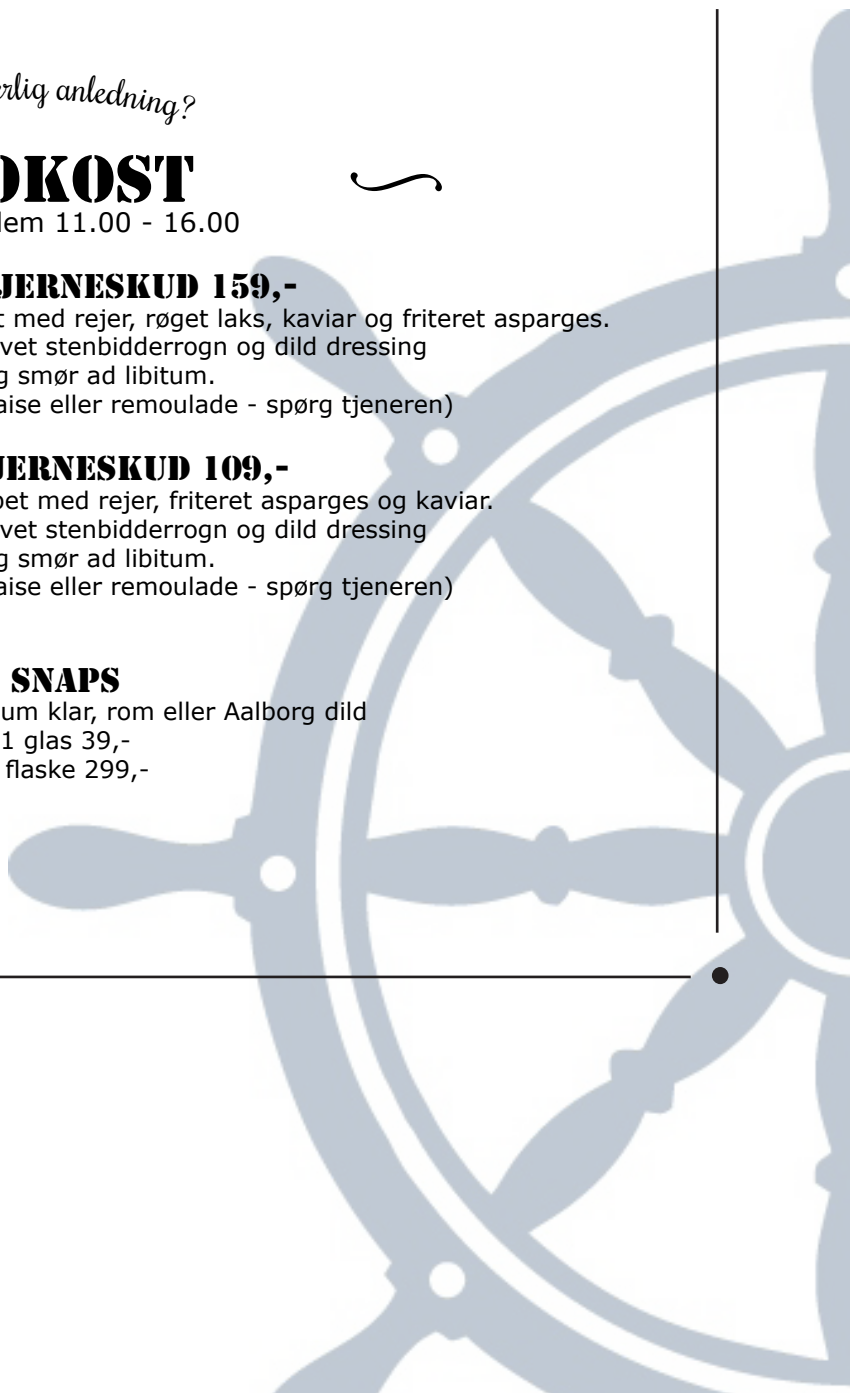 rlig anledning?
OKOST
lem 11.00 - 16.00
JERNESKUD 159,-
t med rejer, røget laks, kaviar og friteret asparges.
vet stenbidderrogn og dild dressing
g smør ad libitum.
aise eller remoulade - spørg tjeneren)
JERNESKUD 109,-
pet med rejer, friteret asparges og kaviar.
vet stenbidderrogn og dild dressing
g smør ad libitum.
aise eller remoulade - spørg tjeneren)
SNAPS
um klar, rom eller Aalborg dild
1 glas 39,-
flaske 299,-